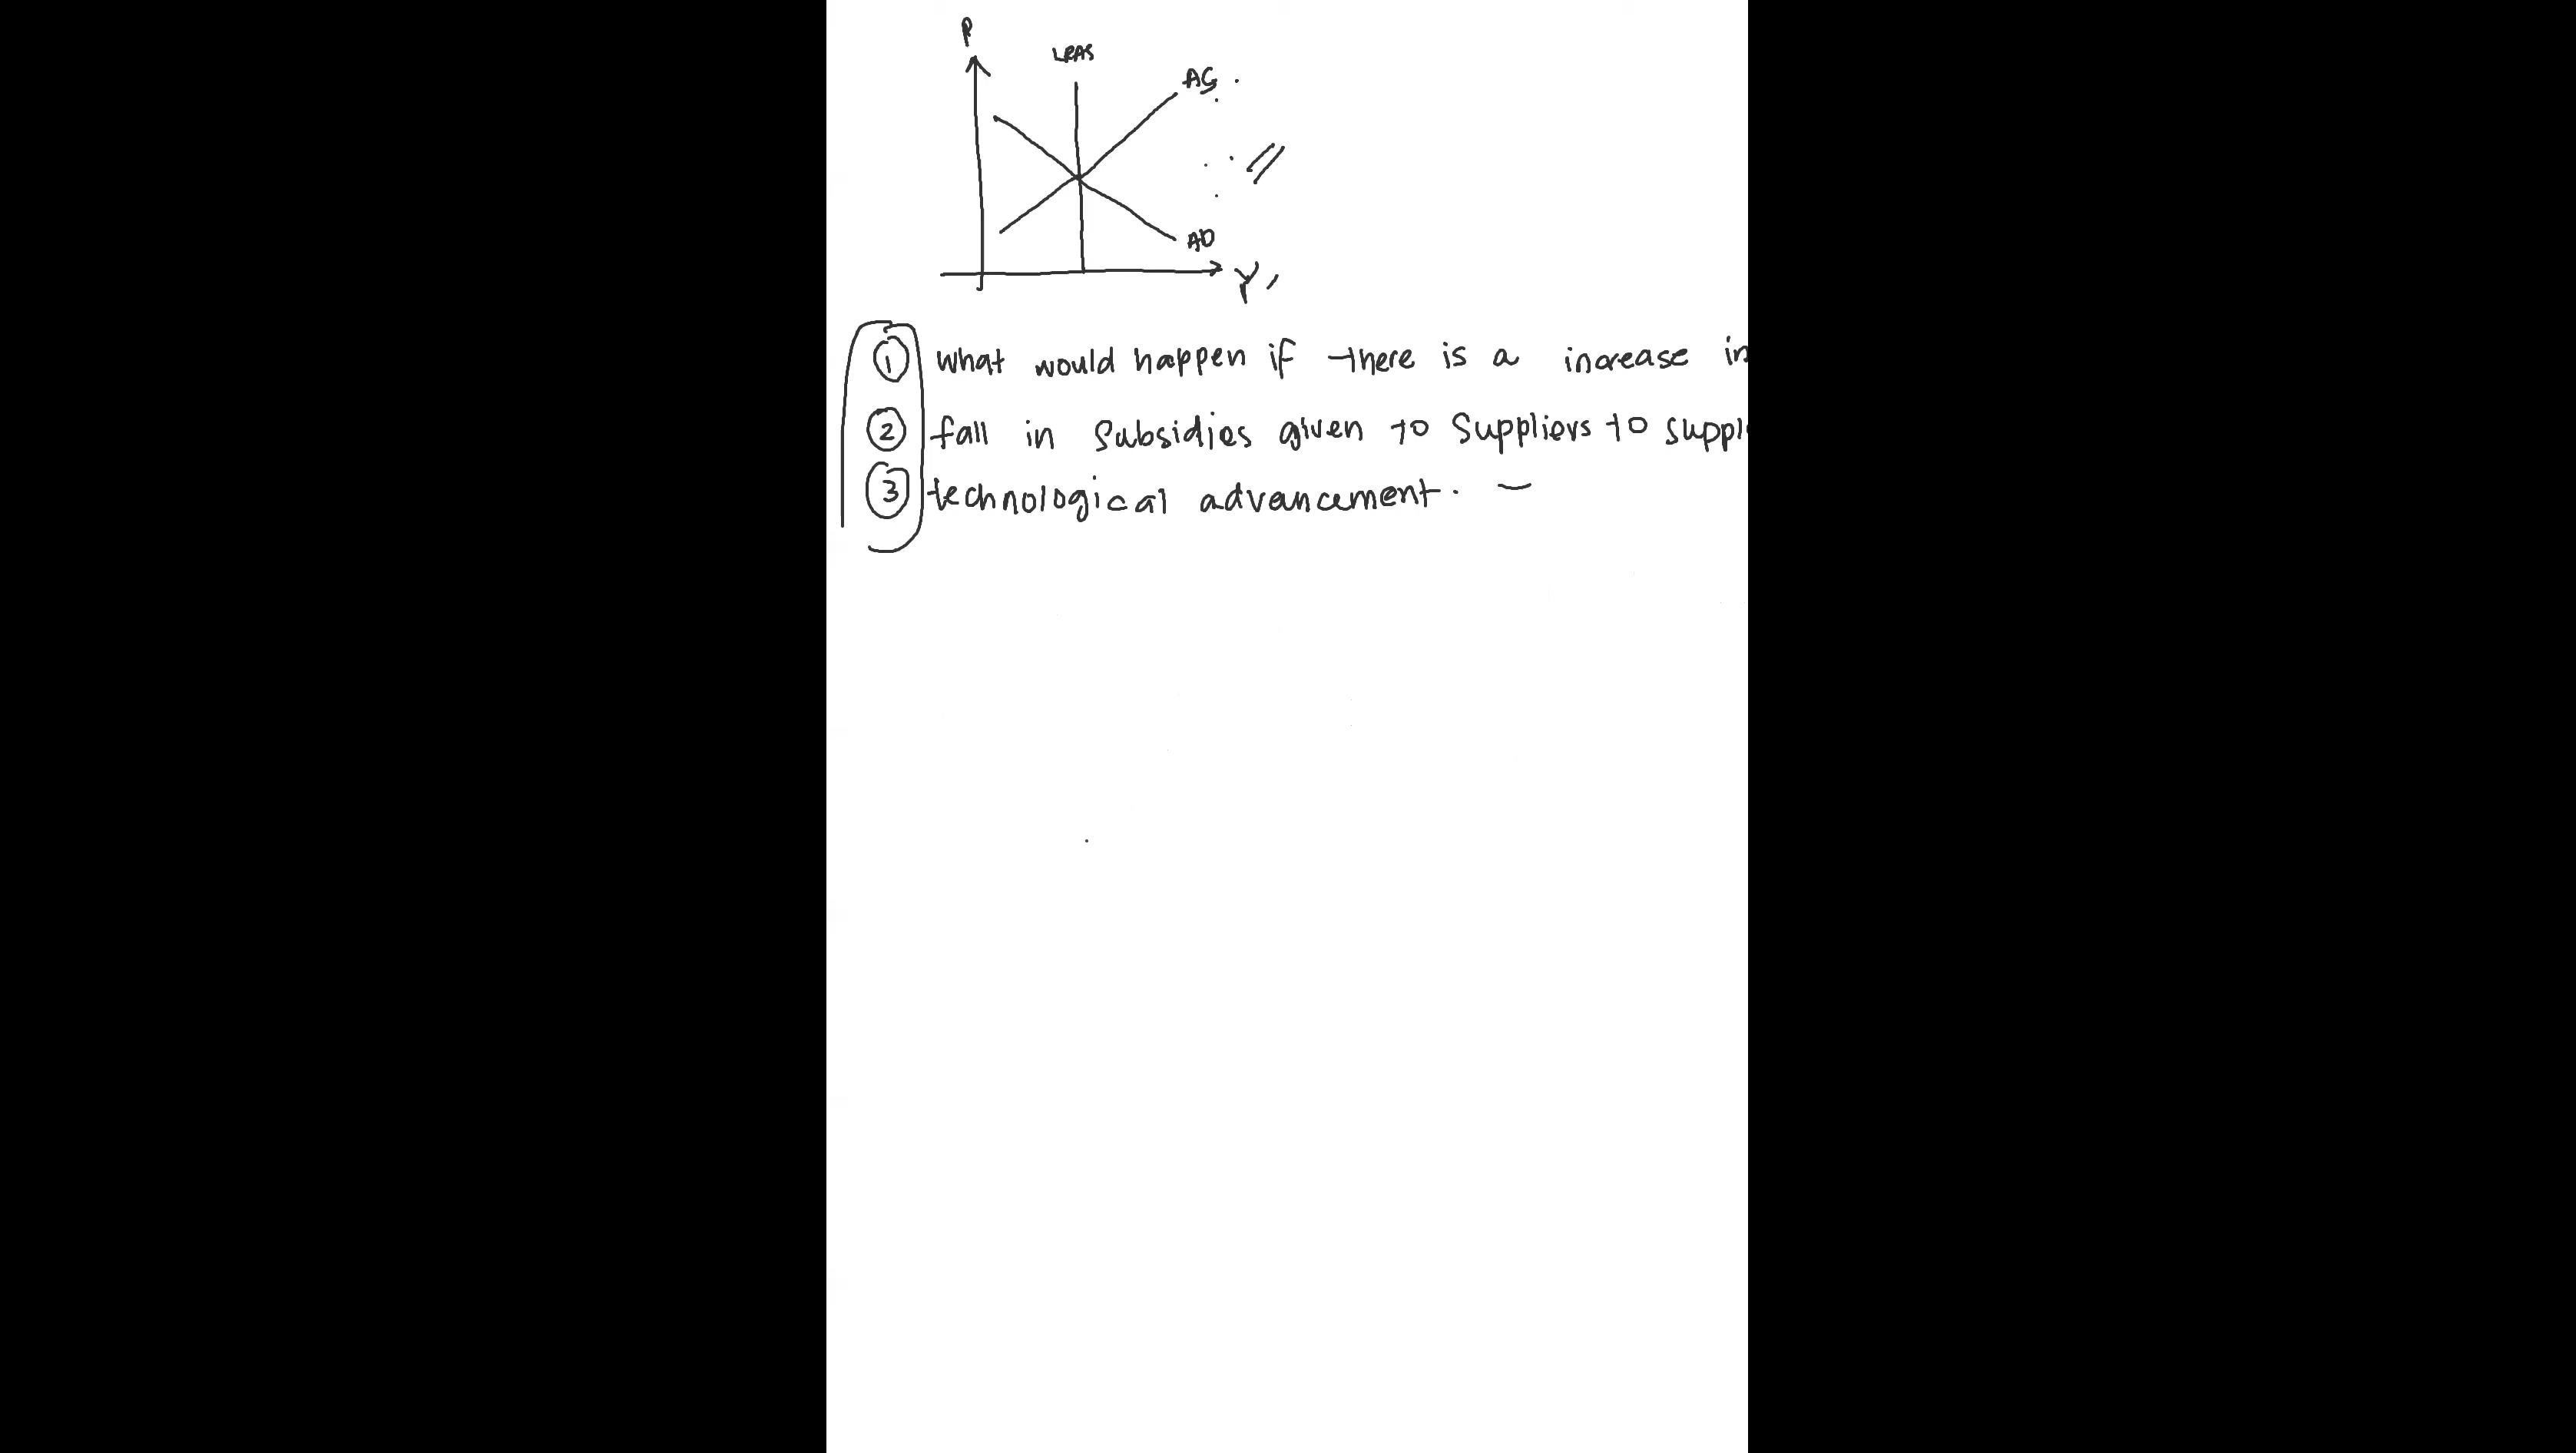 P
LRAS
AS
AD
Y
① what would happen if there is a increase in
② fall in subsidies given to suppliers to
③ technological advancement.